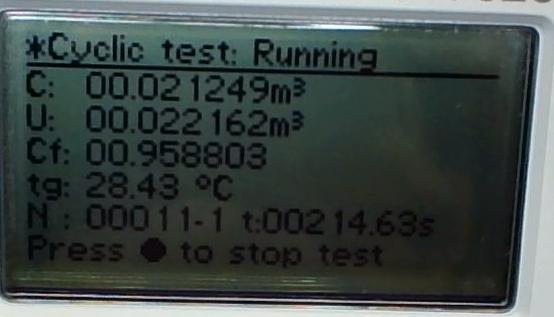 *Cyclic test: Running
C: 00.021249m³
U: 00.022162m³
Cf: 00.958803
tg: 28.43 °C
N : 00011-1 t:00214.63s
Press ● to stop test